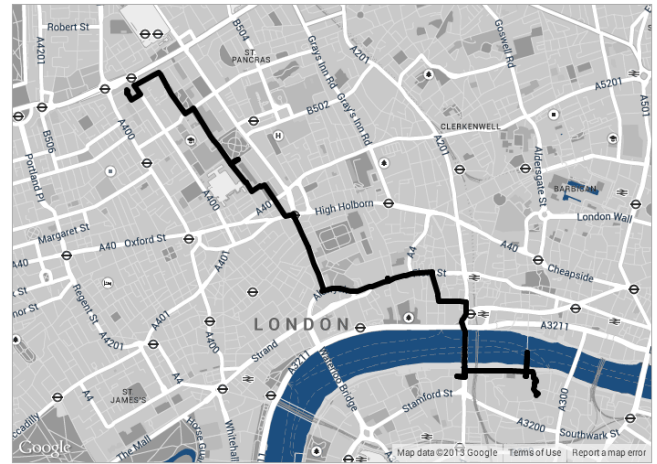 Robert St
A4201
B504
ST
PANCRAS
Gray's Inn Rd
Gray's Inn Rd
A201
Goswell Rd
A5201
A501
B502
A400
B506
CLERKENWELL
A201
Aldersgate St
BARBICAN
Portland Pl
A400
A40
High Holborn
London Wall
Margaret St
A40
Oxford St
A401
A4
A40
Cheapside
A40
Regent St
A401
A4201
A400
LONDON
Strand
A3211
A3211
Waterloo Bridge
A4
ST
JAMES'S
Stamford St
A300
A3200
Southwark St
The Mall
Whitehall
Google
Map data ©2013 Google
Terms of Use
Report a map error